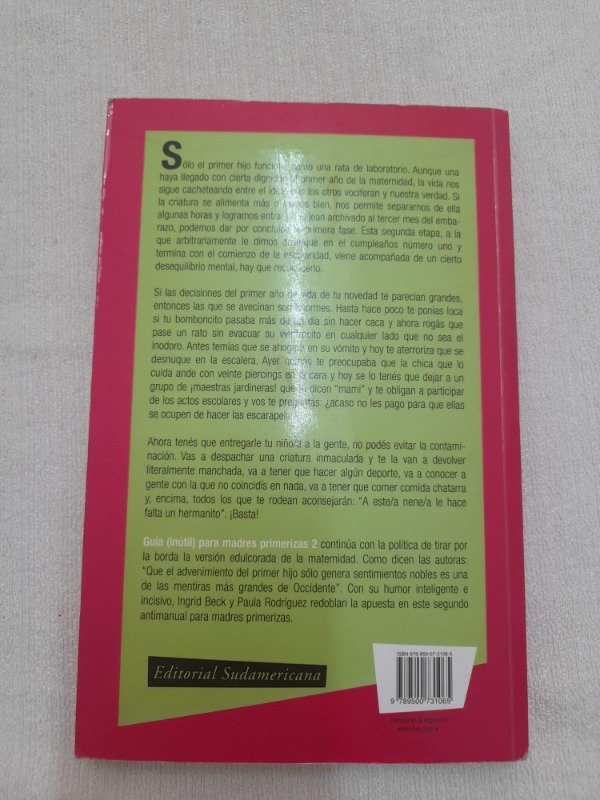 Sólo el primer hijo funciona como una rata de laboratorio. Aunque una
haya llegado con cierta dignidad al primer año de la maternidad, la vida nos
sigue cacheteando entre el ideal que los otros vociferan y nuestra verdad. Si
la criatura se alimenta más o menos bien, nos permite separarnos de ella
algunas horas y logramos entrar en el jean archivado al tercer mes del emba-
razo, podemos dar por concluida la primera fase. Esta segunda etapa, a la
que arbitrariamente le dimos arranque en el cumpleaños número uno y
termina con el comienzo de la escolaridad, viene acompañada de un cierto
desequilibrio mental, hay que reconocerlo.
Si las decisiones del primer año de vida de tu novedad te parecían grandes,
entonces las que se avecinan son enormes. Hasta hace poco te ponías loca
si tu bomboncito pasaba más de un día sin hacer caca y ahora rogás que
pase un rato sin evacuar su vientrecito en cualquier lado que no sea el
inodoro. Antes temías que se ahogara en su vómito y hoy te aterroriza que se
desnuque en la escalera. Ayer nomás te preocupaba que la chica que lo
cuida ande con veinte piercings en la cara y hoy se lo tenés que dejar a un
grupo de ¡maestras jardineras! que te dicen "mami" y te obligan a participar
de los actos escolares y vos te preguntás: ¿acaso no les pago para que ellas
se ocupen de hacer las escarapelas?
Ahora tenés que entregarle tu niño/a a la gente, no podés evitar la contami-
nación. Vas a despachar una criatura inmaculada y te la van a devolver
literalmente manchada, va a tener que hacer algún deporte, va a conocer a
gente con la que no coincidís en nada, va a tener que comer comida chatarra
y, encima, todos los que te rodean aconsejarán: "A este/a nene/a le hace
falta un hermanito". ¡Basta!
Guía (inútil) para madres primerizas 2 continúa con la política de tirar por
la borda la versión edulcorada de la maternidad. Como dicen las autoras:
"Que el advenimiento del primer hijo sólo genera sentimientos nobles es una
de las mentiras más grandes de Occidente". Con su humor inteligente e
incisivo, Ingrid Beck y Paula Rodríguez redoblan la apuesta en este segundo
antimanual para madres primerizas.
Editorial Sudamericana
9 789500 731065
Impreso en la Argentina